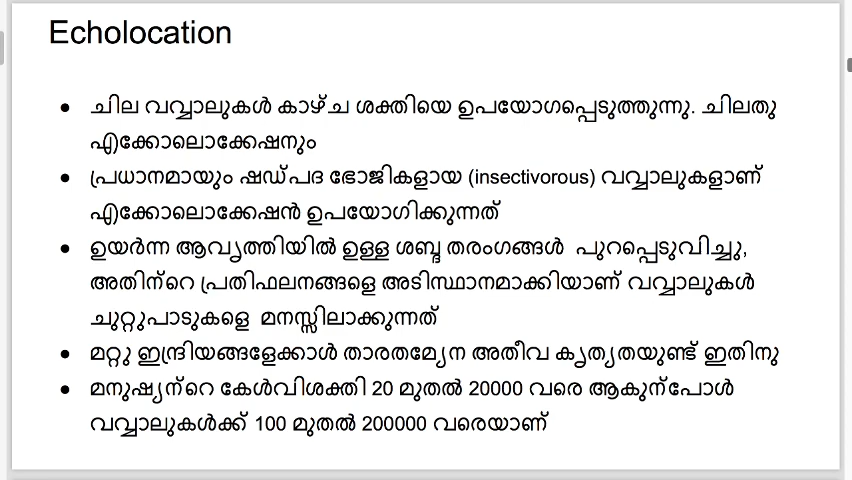 Echolocation
● ചില വവ്വാലുകൾ കാഴ്ച ശക്തിയെ ഉപയോഗപ്പെടുത്തുന്നു. ചിലതു
എക്കോലൊക്കേഷനും
● പ്രധാനമായും ഷഡ്പദ ഭോജികളായ (insectivorous) വവ്വാലുകളാണ്
എക്കോലൊക്കേഷൻ ഉപയോഗിക്കുന്നത്
● ഉയർന്ന ആവൃത്തിയിൽ ഉള്ള ശബ്ദ തരംഗങ്ങൾ പുറപ്പെടുവിച്ചു,
അതിന്റെ പ്രതിഫലനങ്ങളെ അടിസ്ഥാനമാക്കിയാണ് വവ്വാലുകൾ
ചുറ്റുപാടുകളെ മനസ്സിലാക്കുന്നത്
● മറ്റു ഇന്ദ്രിയങ്ങളേക്കാൾ താരതമ്യേന അതീവ കൃത്യതയുണ്ട് ഇതിനു
● മനുഷ്യന്റെ കേൾവിശക്തി 20 മുതൽ 20000 വരെ ആകുന്പോൾ
വവ്വാലുകൾക്ക് 100 മുതൽ 200000 വരെയാണ്